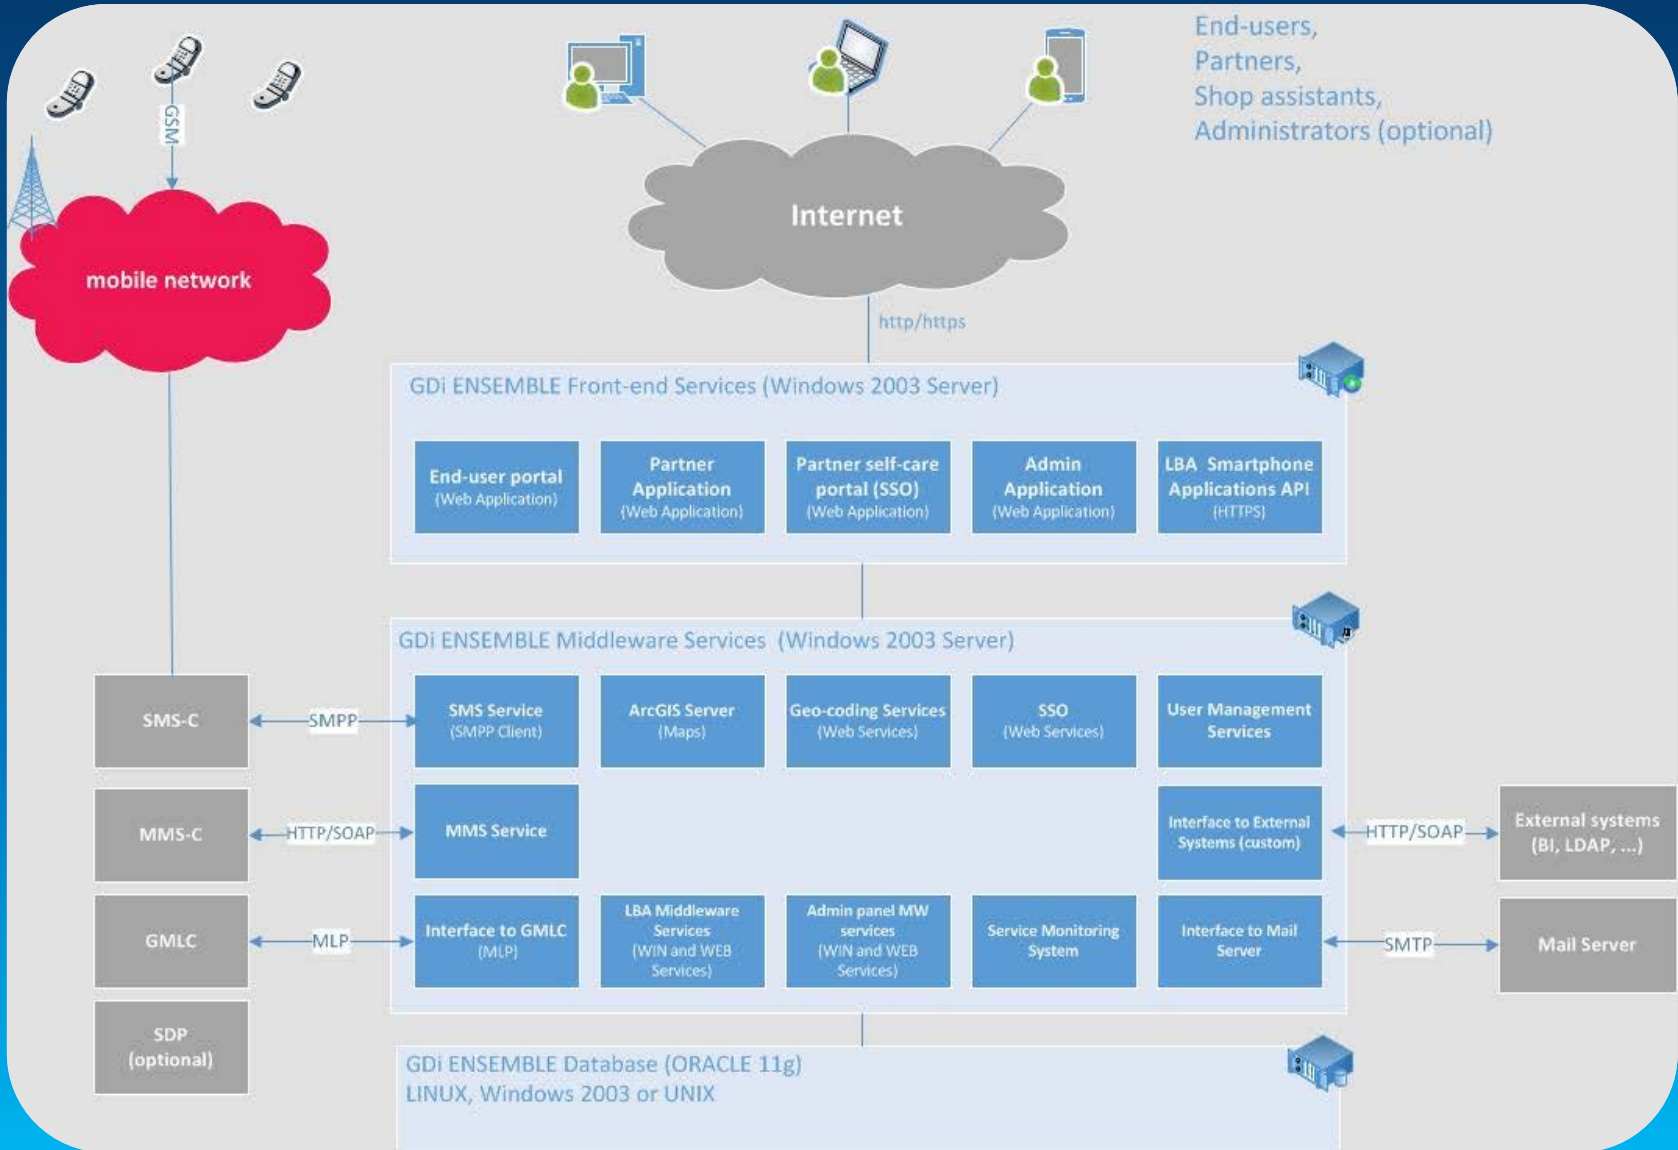 End-users,
Partners,
Shop assistants,
Administrators (optional)
GSM
mobile network
Internet
http/https
GDi ENSEMBLE Front-end Services (Windows 2003 Server)
End-user portal
(Web Application)
Partner
Application
(Web Application)
Partner self-care
portal (SSO)
(Web Application)
Admin
Application
(Web Application)
LBA Smartphone
Applications API
(HTTPS)
GDi ENSEMBLE Middleware Services (Windows 2003 Server)
SMS-C
SMPP
SMS Service
(SMPP Client)
ArcGIS Server
(Maps)
Geo-coding Services
(Web Services)
SSO
(Web Services)
User Management
Services
MMS-C
HTTP/SOAP
MMS Service
Interface to External
Systems (custom)
HTTP/SOAP
External systems
(BI, LDAP, ...)
GMLC
MLP
Interface to GMLC
(MLP)
LBA Middleware
Services
(WIN and WEB
Services)
Admin panel MW
services
(WIN and WEB
Services)
Service Monitoring
System
Interface to Mail
Server
SMTP
Mail Server
SDP
(optional)
GDi ENSEMBLE Database (ORACLE 11g)
LINUX, Windows 2003 or UNIX